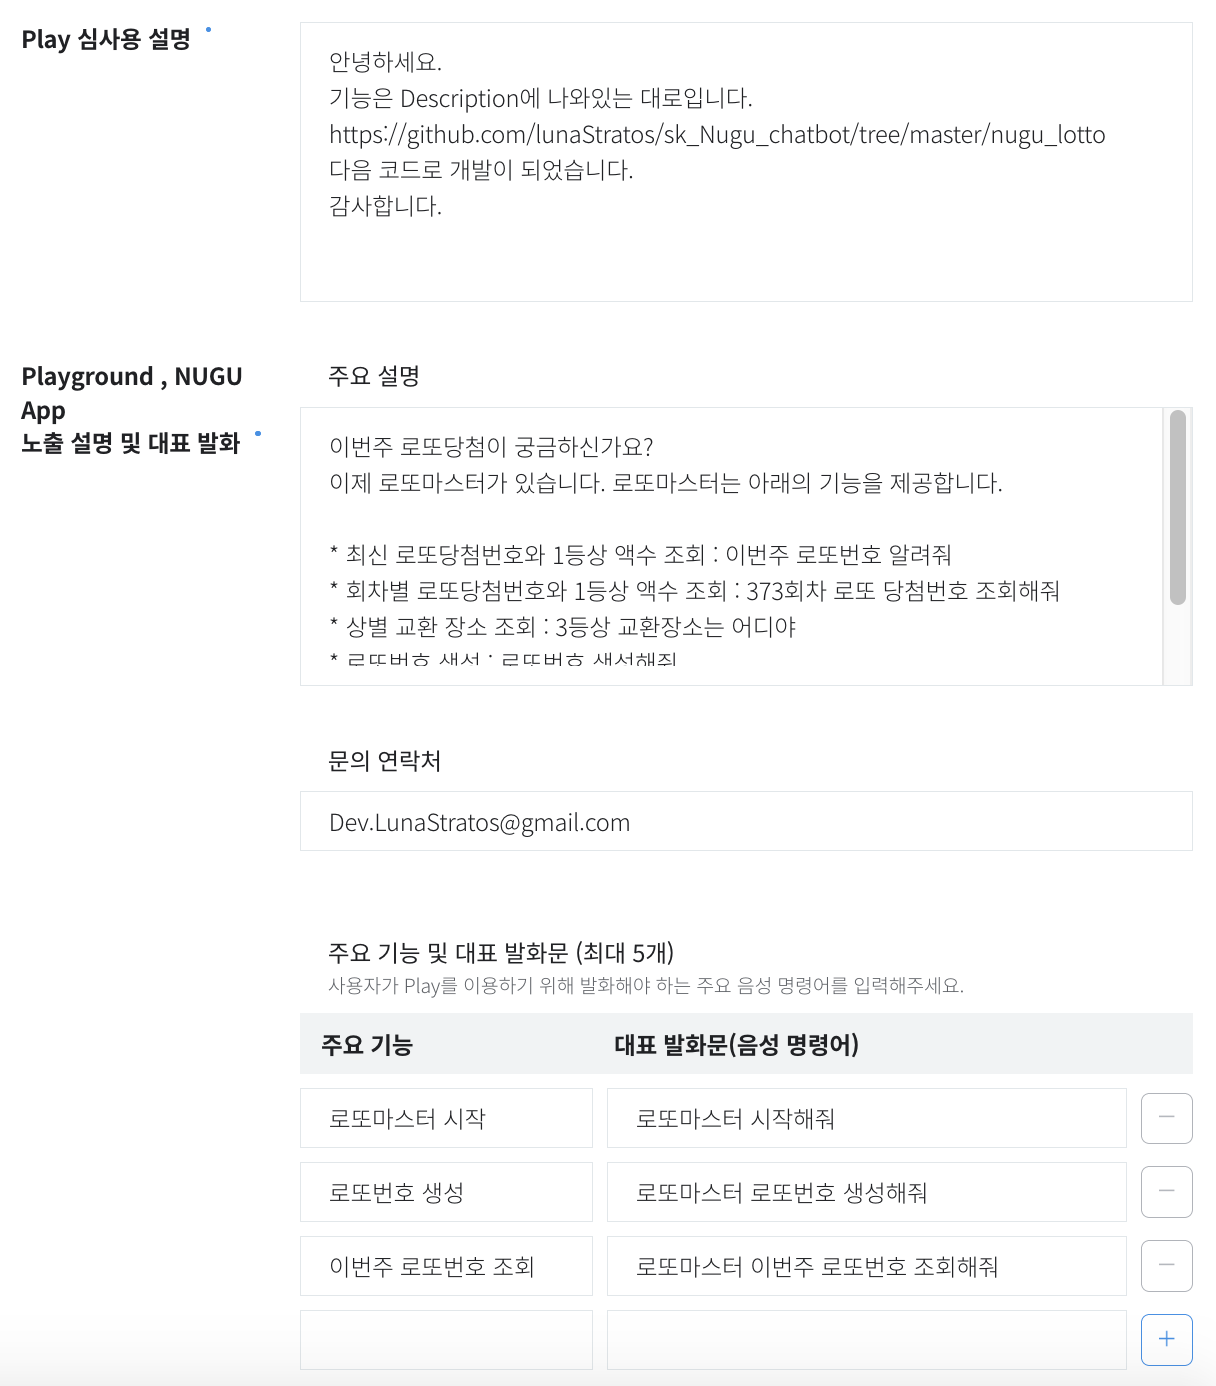 Play 심사용 설명
안녕하세요.
기능은 Description에 나와있는 대로입니다.
https://github.com/lunaStratos/sk_Nugu_chatbot/tree/master/nugu_lotto
다음 코드로 개발이 되었습니다.
감사합니다.
Playground , NUGU
App
노출 설명 및 대표 발화
주요 설명
이번주 로또당첨이 궁금하신가요?
이제 로또마스터가 있습니다. 로또마스터는 아래의 기능을 제공합니다.
* 최신 로또당첨번호와 1등상 액수 조회 : 이번주 로또번호 알려줘
* 회차별 로또당첨번호와 1등상 액수 조회 : 373회차 로또 당첨번호 조회해줘
* 상별 교환 장소 조회 : 3등상 교환장소는 어디야
* 로또번호 생성 : 로또번호 생성해줘
문의 연락처
Dev.LunaStratos@gmail.com
주요 기능 및 대표 발화문 (최대 5개)
사용자가 Play를 이용하기 위해 발화해야 하는 주요 음성 명령어를 입력해주세요.
주요 기능 대표 발화문(음성 명령어)
로또마스터 시작 로또마스터 시작해줘
로또번호 생성 로또마스터 로또번호 생성해줘
이번주 로또번호 조회 로또마스터 이번주 로또번호 조회해줘